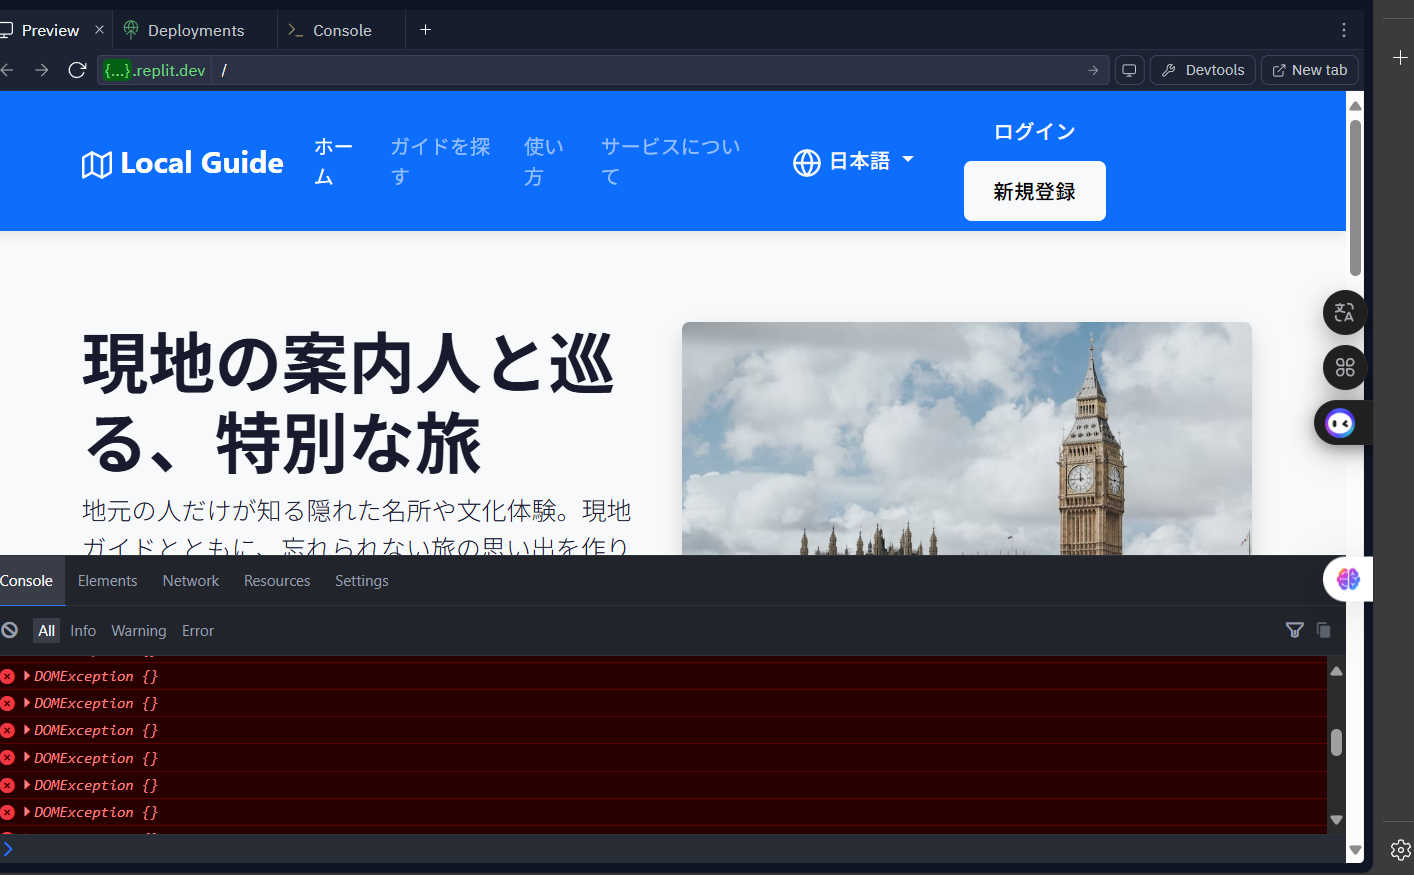 Preview
Deployments
Console
{...}.replit.dev
/
Devtools
New tab
Local Guide
ホー
ム
ガイドを探
す
使い
方
サービスについ
て
日本語
ログイン
新規登録
現地の案内人と巡
る、特別な旅
地元の人だけが知る隠れた名所や文化体験。現地
ガイドとともに、忘れられない旅の思い出を作り
Console
Elements
Network
Resources
Settings
All
Info
Warning
Error
DOMException {}
DOMException {}
DOMException {}
DOMException {}
DOMException {}
DOMException {}